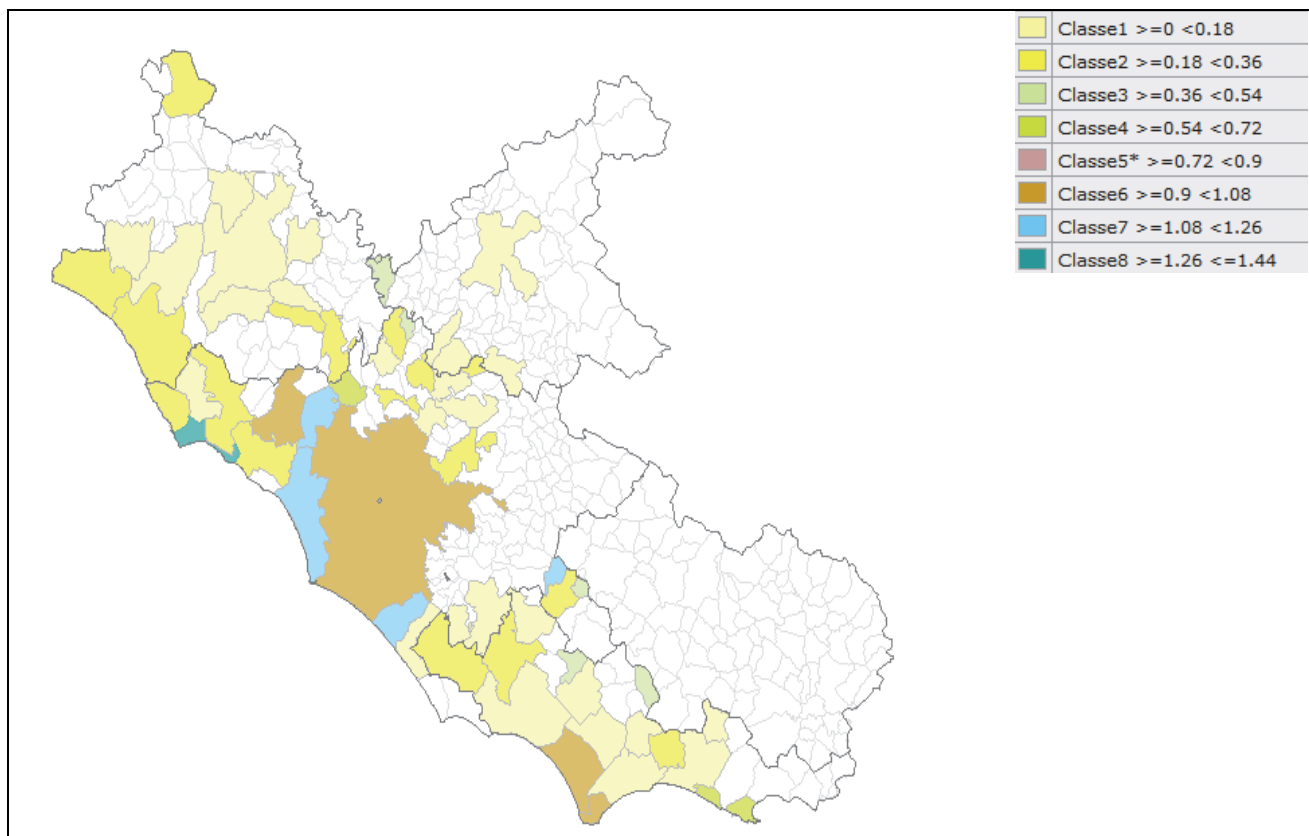 Classe1 >=0 <0.18
Classe2 >=0.18 <0.36
Classe3 >=0.36 <0.54
Classe4 >=0.54 <0.72
Classe5* >=0.72 <0.9
Classe6 >=0.9 <1.08
Classe7 >=1.08 <1.26
Classe8 >=1.26 <=1.44